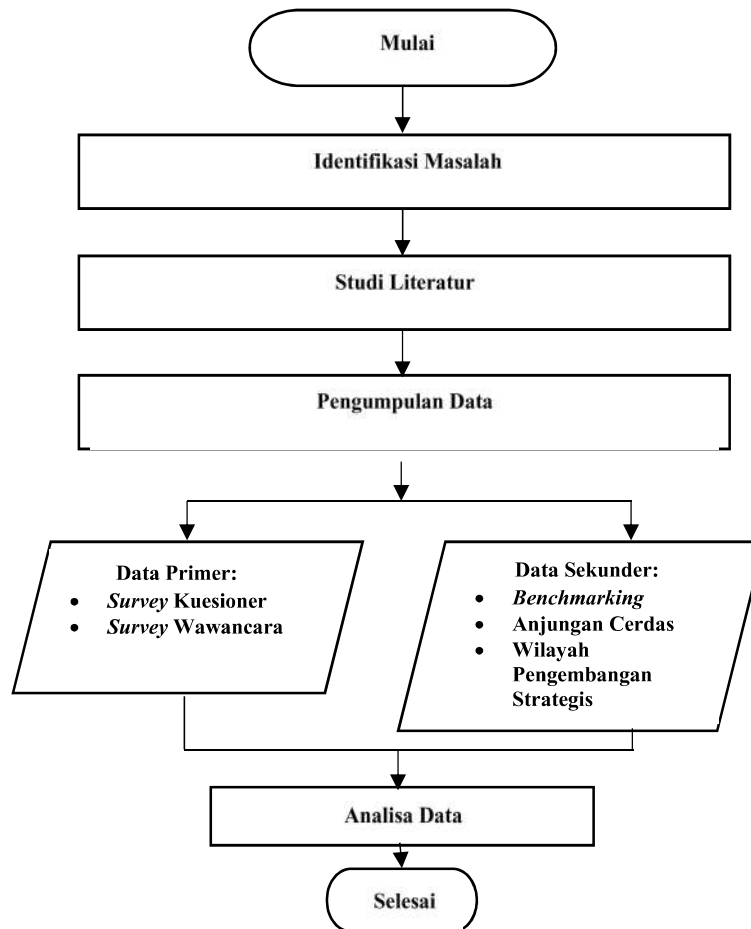 Mulai
Identifikasi Masalah
Studi Literatur
Pengumpulan Data
Data Primer:
• Survey Kuesioner
• Survey Wawancara
Data Sekunder:
• Benchmarking
• Anjungan Cerdas
• Wilayah
Pengembangan
Strategis
Analisa Data
Selesai